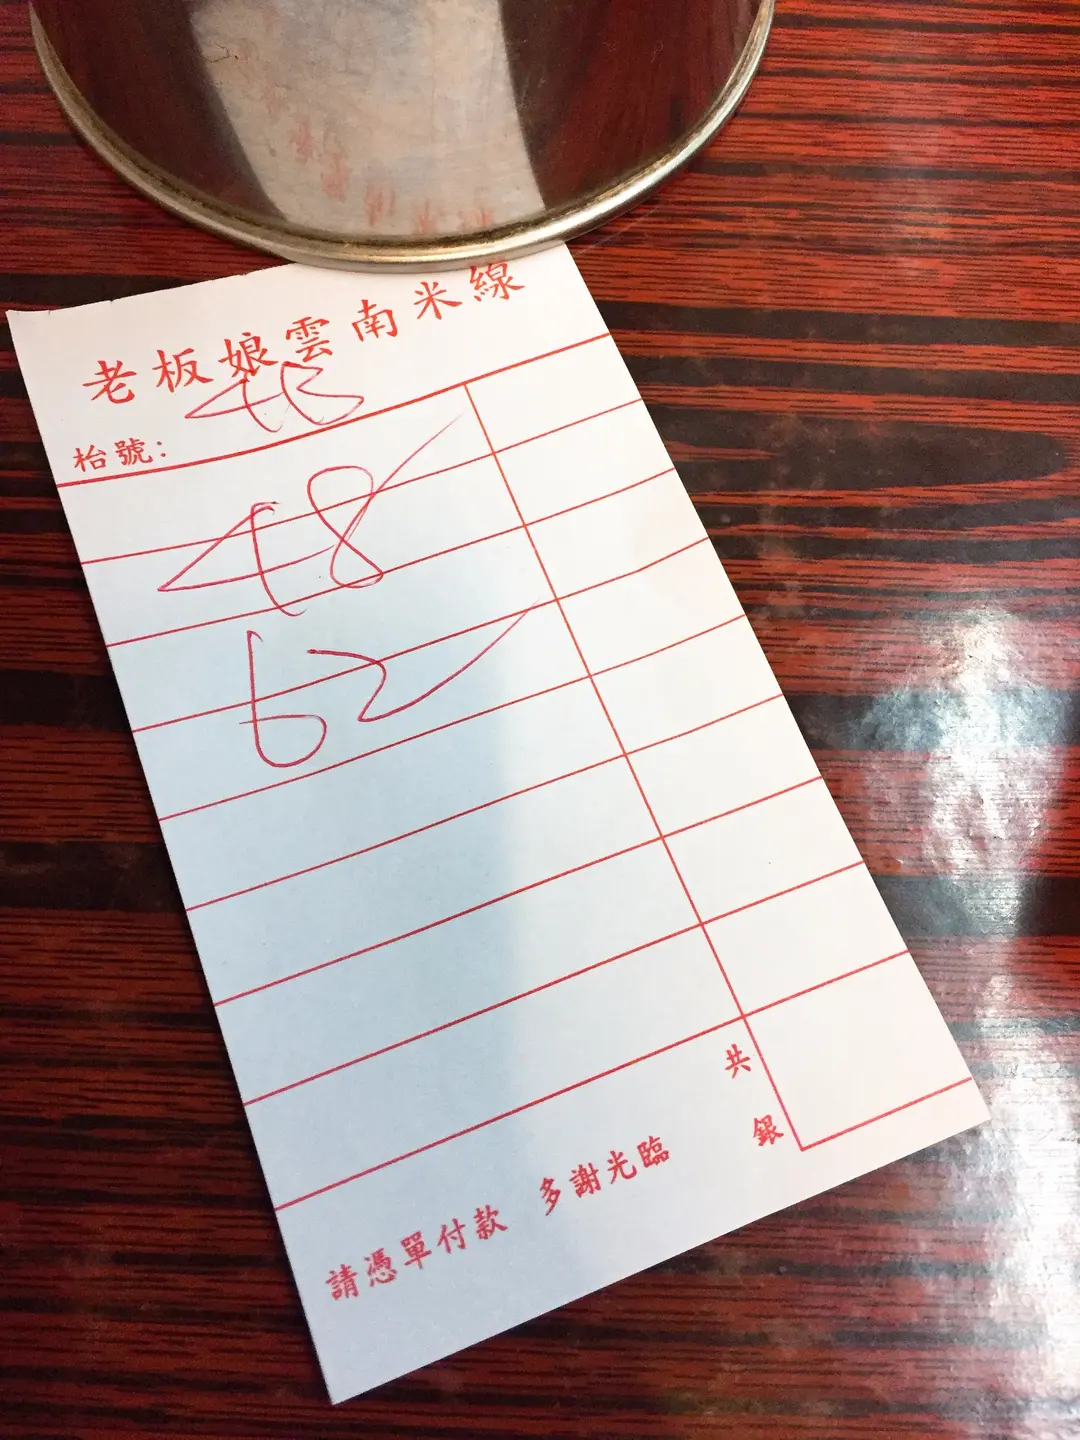 老板娘雲南米線
枱號：
48
62
共
銀
請憑單付款 多謝光臨